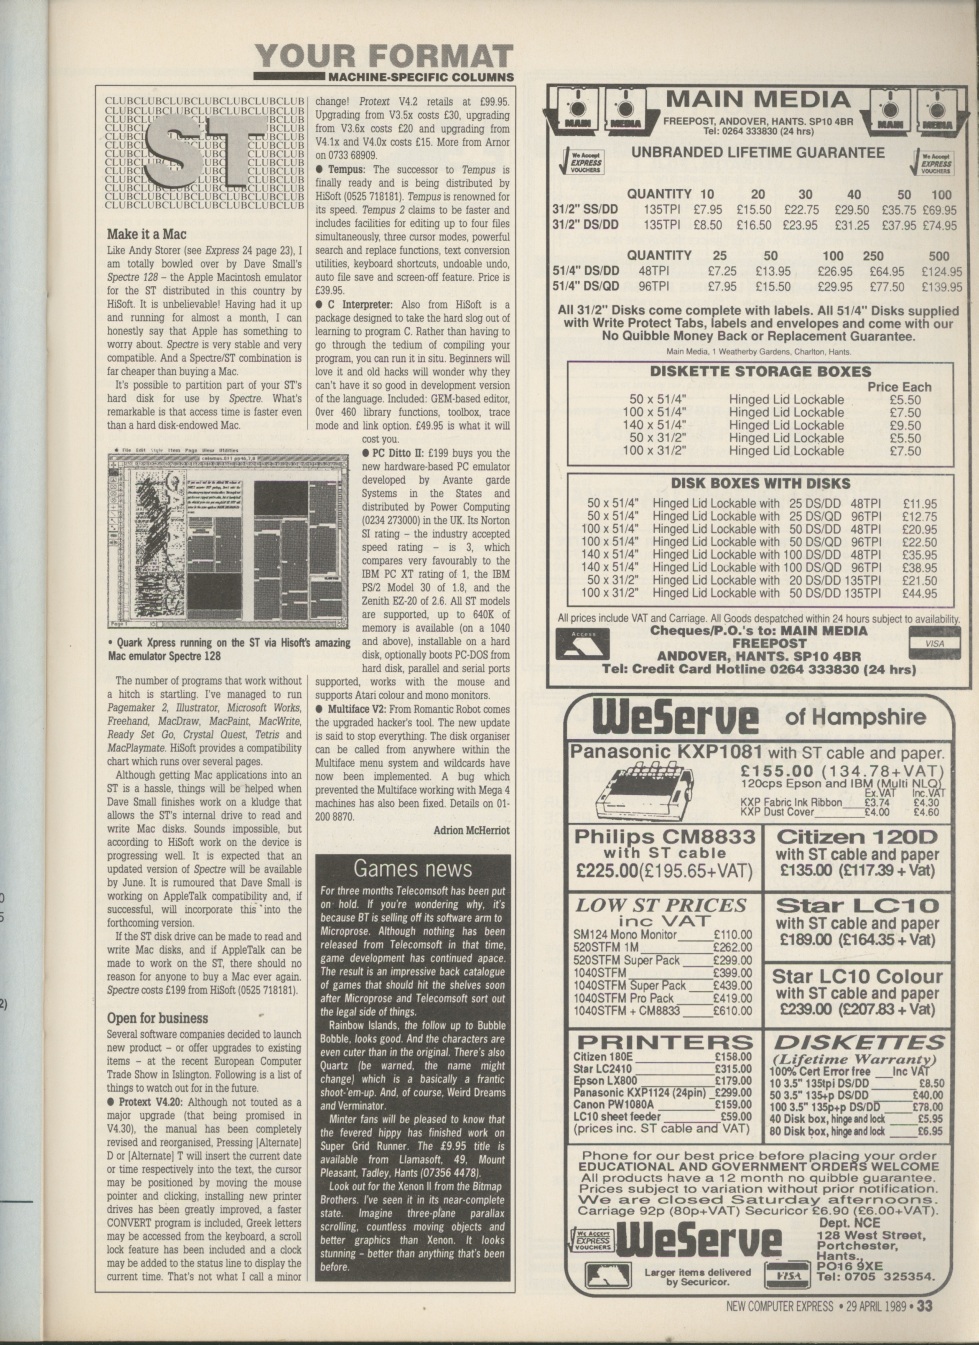 YOUR FORMAT
MACHINE-SPECIFIC COLUMNS
CLUBCLUBCLUBCLUBCLUBCLUBCLUB
ST
Make it a Mac
Like Andy Storer (see Express 24 page 23), I
am totally bowled over by Dave Small's
Spectre 128 – the Apple Macintosh emulator
for the ST distributed in this country by
HiSoft. It is unbelievable! Having had it up
and running for almost a month, I can
honestly say that Apple has something to
worry about. Spectre is very stable and very
compatible. And a Spectre/ST combination is
far cheaper than buying a Mac.
It's possible to partition part of your ST's
hard disk for use by Spectre. What's
remarkable is that access time is faster even
than a hard disk-endowed Mac.
• Quark Xpress running on the ST via Hisoft's amazing
Mac emulator Spectre 128
The number of programs that work without
a hitch is startling. I've managed to run
Pagemaker 2, Illustrator, Microsoft Works,
Freehand, MacDraw, MacPaint, MacWrite,
Ready Set Go, Crystal Quest, Tetris and
MacPlaymate. HiSoft provides a compatibility
chart which runs over several pages.
Although getting Mac applications into an
ST is a hassle, things will be helped when
Dave Small finishes work on a kludge that
allows the ST's internal drive to read and
write Mac disks. Sounds impossible, but
according to HiSoft work on the device is
progressing well. It is expected that an
updated version of Spectre will be available
by June. It is rumoured that Dave Small is
working on AppleTalk compatibility and, if
successful, will incorporate this into the
forthcoming version.
If the ST disk drive can be made to read and
write Mac disks, and if AppleTalk can be
made to work on the ST, there should no
reason for anyone to buy a Mac ever again.
Spectre costs £199 from HiSoft (0525 718181).
Open for business
Several software companies decided to launch
new product – or offer upgrades to existing
items – at the recent European Computer
Trade Show in Islington. Following is a list of
things to watch out for in the future.
● Protext V4.20: Although not touted as a
major upgrade (that being promised in
V4.30), the manual has been completely
revised and reorganised, Pressing [Alternate]
D or [Alternate] T will insert the current date
or time respectively into the text, the cursor
may be positioned by moving the mouse
pointer and clicking, installing new printer
drives has been greatly improved, a faster
CONVERT program is included, Greek letters
may be accessed from the keyboard, a scroll
lock feature has been included and a clock
may be added to the status line to display the
current time. That's not what I call a minor
change! Protext V4.2 retails at £99.95.
Upgrading from V3.5x costs £30, upgrading
from V3.6x costs £20 and upgrading from
V4.1x and V4.0x costs £15. More from Arnor
on 0733 68909.
● Tempus: The successor to Tempus is
finally ready and is being distributed by
HiSoft (0525 718181). Tempus is renowned for
its speed. Tempus 2 claims to be faster and
includes facilities for editing up to four files
simultaneously, three cursor modes, powerful
search and replace functions, text conversion
utilities, keyboard shortcuts, undoable undo,
auto file save and screen-off feature. Price is
£39.95.
● C Interpreter: Also from HiSoft is a
package designed to take the hard slog out of
learning to program C. Rather than having to
go through the tedium of compiling your
program, you can run it in situ. Beginners will
love it and old hacks will wonder why they
can't have it so good in development version
of the language. Included: GEM-based editor,
Over 460 library functions, toolbox, trace
mode and link option. £49.95 is what it will
cost you.
● PC Ditto II: £199 buys you the
new hardware-based PC emulator
developed by Avante garde
Systems in the States and
distributed by Power Computing
(0234 273000) in the UK. Its Norton
SI rating – the industry accepted
speed rating – is 3, which
compares very favourably to the
IBM PC XT rating of 1, the IBM
PS/2 Model 30 of 1.8, and the
Zenith EZ-20 of 2.6. All ST models
are supported, up to 640K of
memory is available (on a 1040
and above), installable on a hard
disk, optionally boots PC-DOS from
hard disk, parallel and serial ports
supported, works with the mouse and
supports Atari colour and mono monitors.
● Multiface V2: From Romantic Robot comes
the upgraded hacker's tool. The new update
is said to stop everything. The disk organiser
can be called from anywhere within the
Multiface menu system and wildcards have
now been implemented. A bug which
prevented the Multiface working with Mega 4
machines has also been fixed. Details on 01-
200 8870.
Adrion McHerriot
Games news
For three months Telecomsoft has been put
on hold. If you're wondering why, it's
because BT is selling off its software arm to
Microprose. Although nothing has been
released from Telecomsoft in that time,
game development has continued apace.
The result is an impressive back catalogue
of games that should hit the shelves soon
after Microprose and Telecomsoft sort out
the legal side of things.
Rainbow Islands, the follow up to Bubble
Bobble, looks good. And the characters are
even cuter than in the original. There's also
Quartz (be warned, the name might
change) which is a basically a frantic
shoot-'em-up. And, of course, Weird Dreams
and Verminator.
Minter fans will be pleased to know that
the fevered hippy has finished work on
Super Grid Runner. The £9.95 title is
available from Llamasoft, 49, Mount
Pleasant, Tadley, Hants (07356 4478).
Look out for the Xenon II from the Bitmap
Brothers. I've seen it in its near-complete
state. Imagine three-plane parallax
scrolling, countless moving objects and
better graphics than Xenon. It looks
stunning – better than anything that's been
before.
MAIN MEDIA
MAIN MEDIA
FREEPOST, ANDOVER, HANTS. SP10 4BR
Tel: 0264 333830 (24 hrs)
MAIN MEDIA
We Accept EXPRESS VOUCHERS
UNBRANDED LIFETIME GUARANTEE
We Accept EXPRESS VOUCHERS
QUANTITY 10 20 30 40 50 100
31/2" SS/DD 135TPI £7.95 £15.50 £22.75 £29.50 £35.75 £69.95
31/2" DS/DD 135TPI £8.50 £16.50 £23.95 £31.25 £37.95 £74.95
QUANTITY 25 50 100 250 500
51/4" DS/DD 48TPI £7.25 £13.95 £26.95 £64.95 £124.95
51/4" DS/QD 96TPI £7.95 £15.50 £29.95 £77.50 £139.95
All 31/2" Disks come complete with labels. All 51/4" Disks supplied
with Write Protect Tabs, labels and envelopes and come with our
No Quibble Money Back or Replacement Guarantee.
Main Media, 1 Weatherby Gardens, Charlton, Hants.
DISKETTE STORAGE BOXES
Price Each
50 x 51/4" Hinged Lid Lockable £5.50
100 x 51/4" Hinged Lid Lockable £7.50
140 x 51/4" Hinged Lid Lockable £9.50
50 x 31/2" Hinged Lid Lockable £5.50
100 x 31/2" Hinged Lid Lockable £7.50
DISK BOXES WITH DISKS
50 x 51/4" Hinged Lid Lockable with 25 DS/DD 48TPI £11.95
50 x 51/4" Hinged Lid Lockable with 25 DS/QD 96TPI £12.75
100 x 51/4" Hinged Lid Lockable with 50 DS/DD 48TPI £20.95
100 x 51/4" Hinged Lid Lockable with 50 DS/QD 96TPI £22.50
140 x 51/4" Hinged Lid Lockable with 100 DS/DD 48TPI £35.95
140 x 51/4" Hinged Lid Lockable with 100 DS/QD 96TPI £38.95
50 x 31/2" Hinged Lid Lockable with 20 DS/DD 135TPI £21.50
100 x 31/2" Hinged Lid Lockable with 50 DS/DD 135TPI £44.95
All prices include VAT and Carriage. All Goods despatched within 24 hours subject to availability.
Access
Cheques/P.O.'s to: MAIN MEDIA
FREEPOST
ANDOVER, HANTS. SP10 4BR
Tel: Credit Card Hotline 0264 333830 (24 hrs)
VISA
WeServe of Hampshire
Panasonic KXP1081 with ST cable and paper.
£155.00 (134.78+VAT)
120cps Epson and IBM (Multi NLQ)
Ex.VAT Inc.VAT
KXP Fabric Ink Ribbon £3.74 £4.30
KXP Dust Cover £4.00 £4.60
Philips CM8833
with ST cable
£225.00(£195.65+VAT)
Citizen 120D
with ST cable and paper
£135.00 (£117.39 + Vat)
LOW ST PRICES
inc VAT
SM124 Mono Monitor £110.00
520STFM 1M £262.00
520STFM Super Pack £299.00
1040STFM £399.00
1040STFM Super Pack £439.00
1040STFM Pro Pack £419.00
1040STFM + CM8833 £610.00
Star LC10
with ST cable and paper
£189.00 (£164.35 + Vat)
Star LC10 Colour
with ST cable and paper
£239.00 (£207.83 + Vat)
PRINTERS
Citizen 180E £158.00
Star LC2410 £315.00
Epson LX800 £179.00
Panasonic KXP1124 (24pin) £299.00
Canon PW1080A £159.00
LC10 sheet feeder £59.00
(prices inc. ST cable and VAT)
DISKETTES
(Lifetime Warranty)
100% Cert Error free Inc VAT
10 3.5" 135tpi DS/DD £8.50
50 3.5" 135+p DS/DD £40.00
100 3.5" 135p+p DS/DD £78.00
40 Disk box, hinge and lock £5.95
80 Disk box, hinge and lock £6.95
Phone for our best price before placing your order
EDUCATIONAL AND GOVERNMENT ORDERS WELCOME
All products have a 12 month no quibble guarantee.
Prices subject to variation without prior notification.
We are closed Saturday afternoons.
Carriage 92p (80p+VAT) Securicor £6.90 (£6.00+VAT).
We Accept EXPRESS VOUCHERS
WeServe
Dept. NCE
128 West Street,
Portchester,
Hants.,
PO16 9XE
Tel: 0705 325354.
Larger items delivered
by Securicor.
VISA
NEW COMPUTER EXPRESS • 29 APRIL 1989 • 33